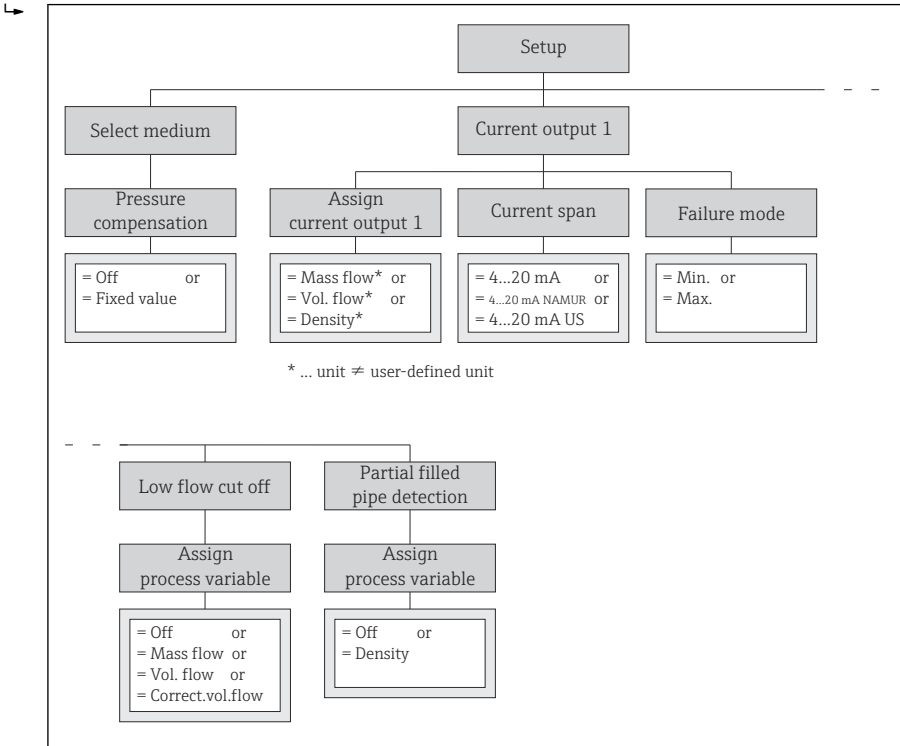 Setup
Select medium
Current output 1
Pressure
compensation
Assign
current output 1
Current span
Failure mode
= Off or
= Fixed value
= Mass flow* or
= Vol. flow* or
= Density*
= 4...20 mA or
= 4...20 mA NAMUR or
= 4...20 mA US
= Min. or
= Max.
* ... unit ≠ user-defined unit
Low flow cut off
Partial filled
pipe detection
Assign
process variable
Assign
process variable
= Off or
= Mass flow or
= Vol. flow or
= Correct.vol.flow
= Off or
= Density